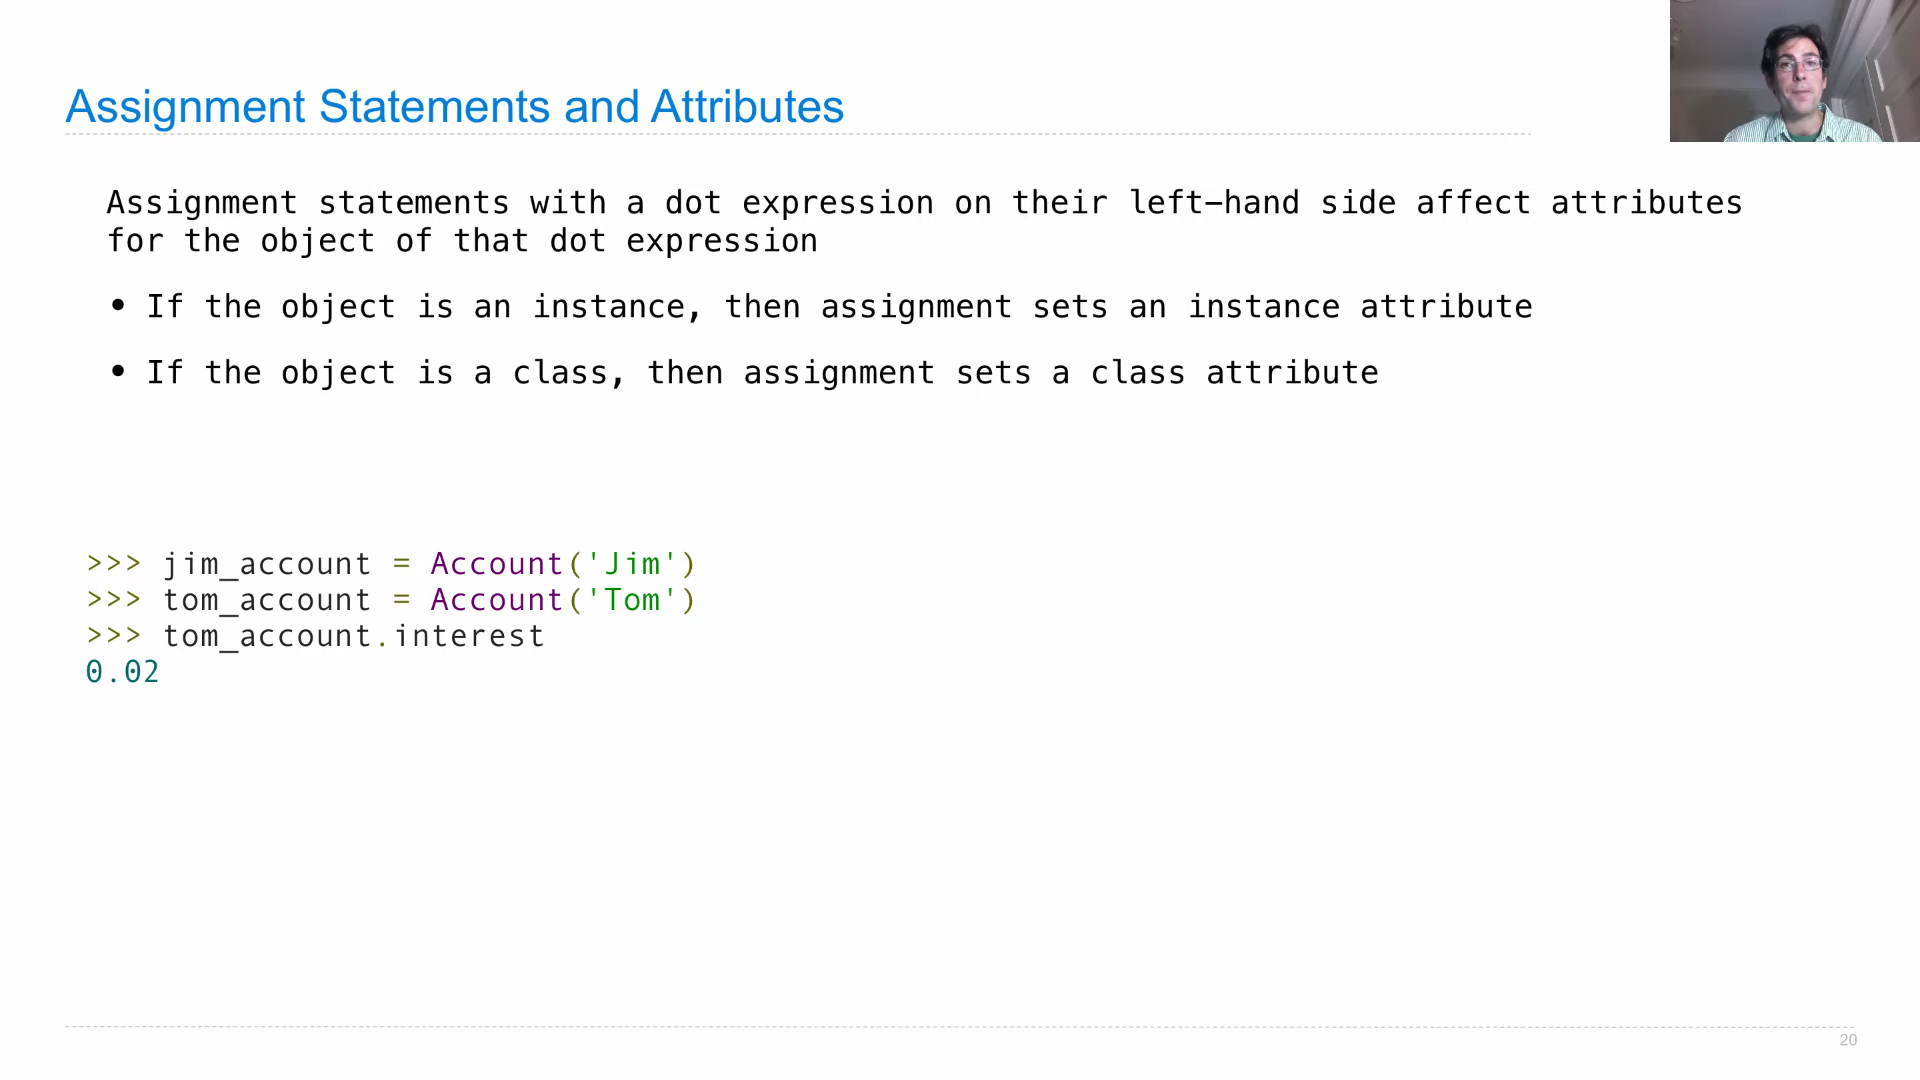 Assignment Statements and Attributes
Assignment statements with a dot expression on their left-hand side affect attributes
for the object of that dot expression
• If the object is an instance, then assignment sets an instance attribute
• If the object is a class, then assignment sets a class attribute
>>> jim_account = Account('Jim')
>>> tom_account = Account('Tom')
>>> tom_account.interest
0.02
20